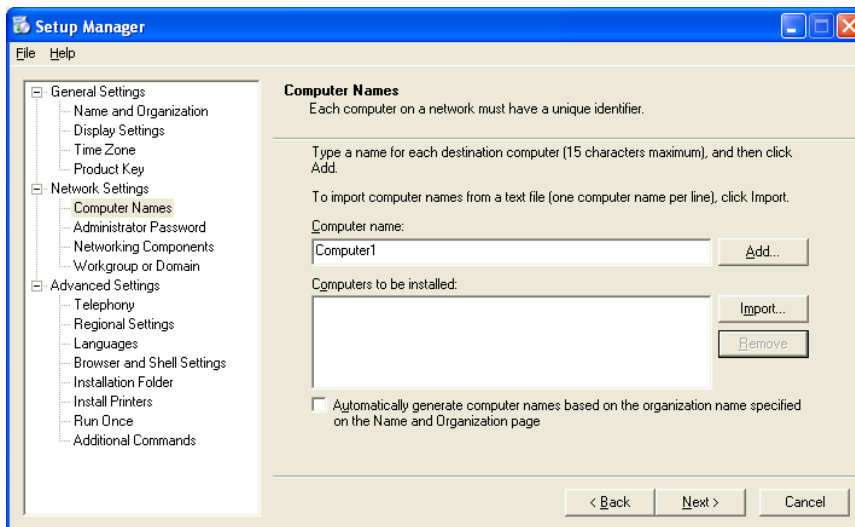 Setup Manager
File Help
General Settings
Name and Organization
Display Settings
Time Zone
Product Key
Network Settings
Computer Names
Administrator Password
Networking Components
Workgroup or Domain
Advanced Settings
Telephony
Regional Settings
Languages
Browser and Shell Settings
Installation Folder
Install Printers
Run Once
Additional Commands
Computer Names
Each computer on a network must have a unique identifier.
Type a name for each destination computer (15 characters maximum), and then click
Add.
To import computer names from a text file (one computer name per line), click Import.
Computer name:
Computer1
Add...
Computers to be installed:
Import...
Remove
Automatically generate computer names based on the organization name specified
on the Name and Organization page
< Back Next > Cancel